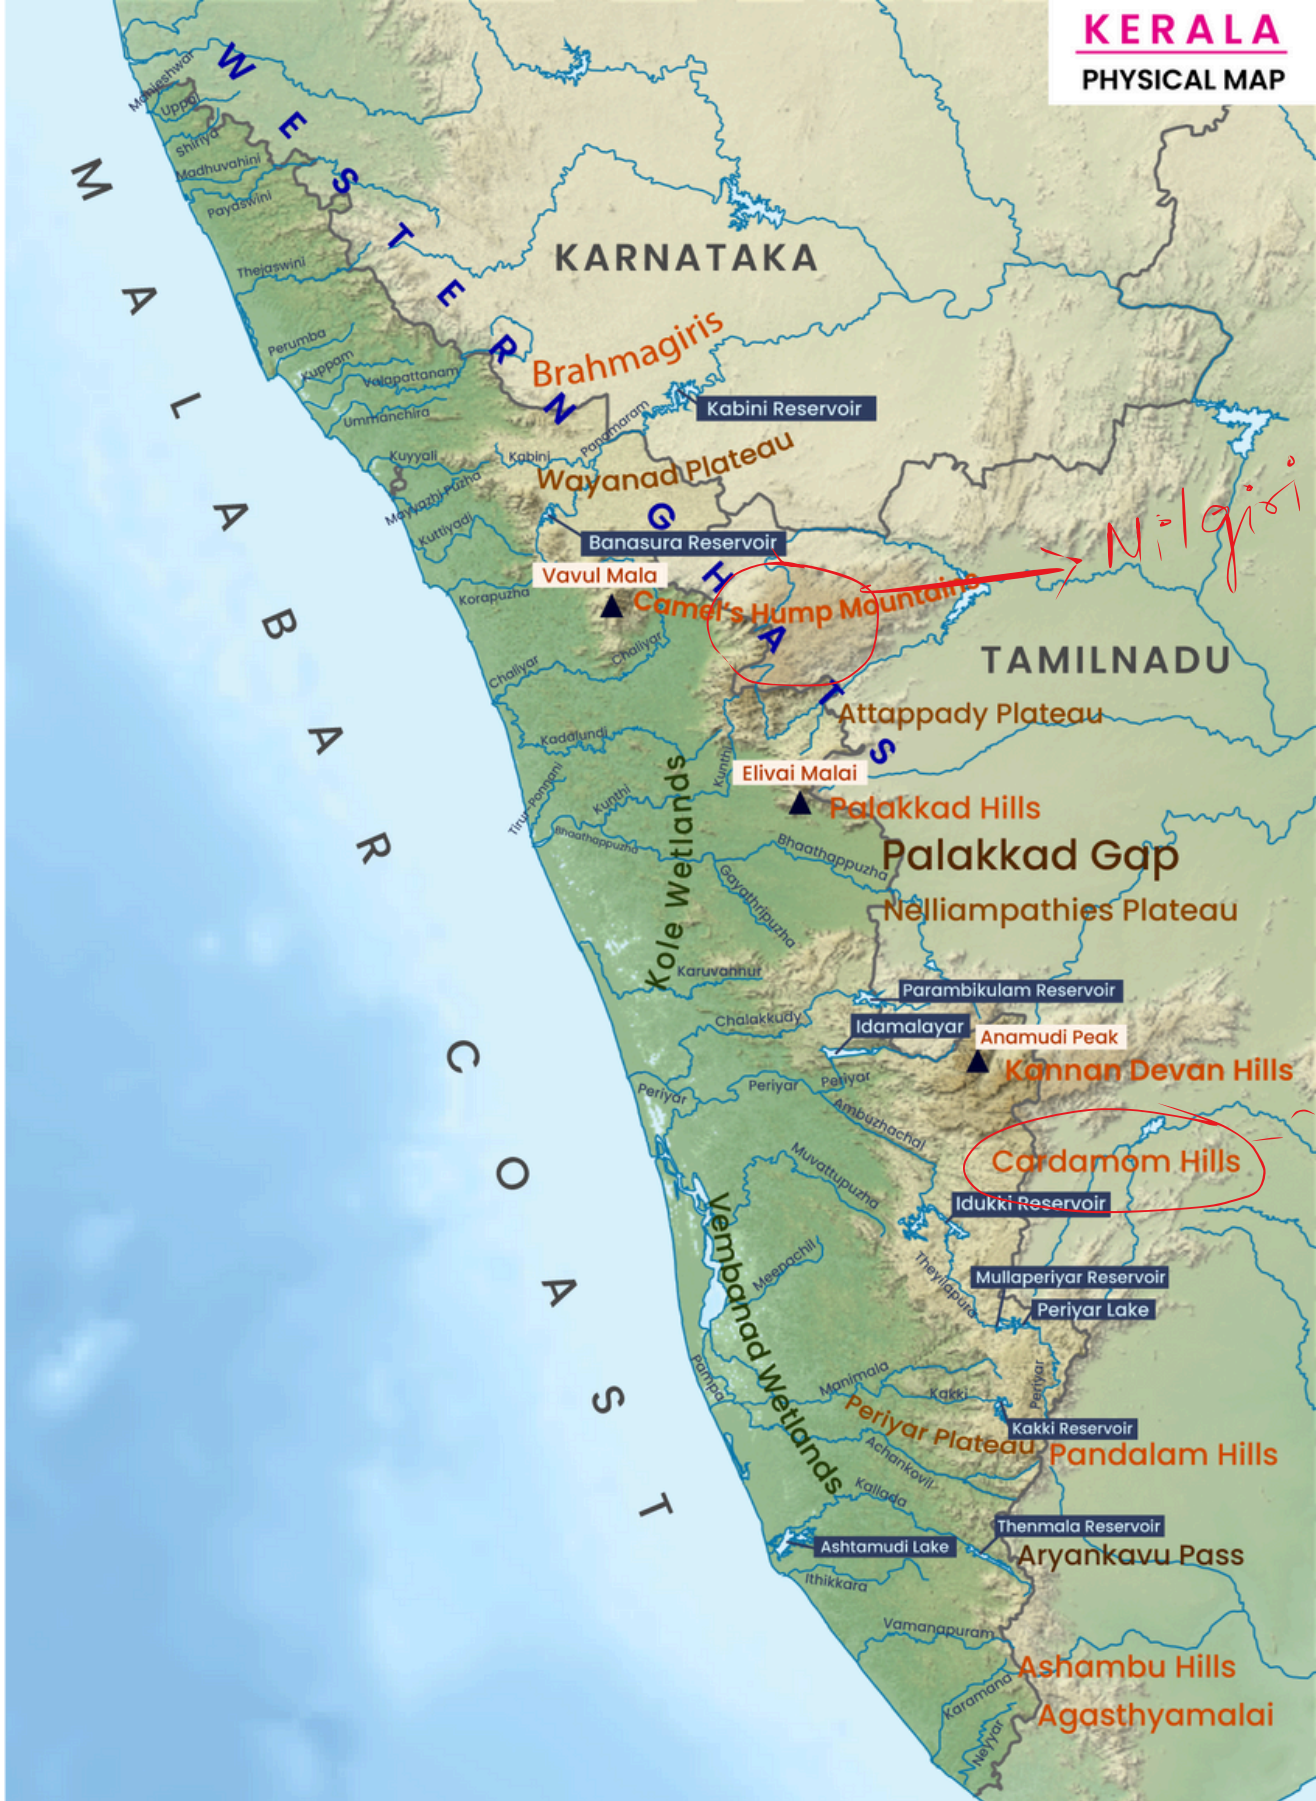 KERALA
PHYSICAL MAP
WESTERN GHATS
MALABAR COAST
Manjeshwar
Uppal
Shiriya
Madhuvahini
Payaswini
Thejaswini
KARNATAKA
Perumba
Kuppam
Valapattanam
Ummanchira
Brahmagiris
Kabini Reservoir
Panamaram
Kuyyali
Kabini
Wayanad Plateau
Mayyazhi Puzha
Kuttiyadi
Banasura Reservoir
Nilgiri
Vavul Mala
Korapuzha
Camel's Hump Mountains
Chaliyar
Chaliyar
TAMILNADU
Attappady Plateau
Kadalundi
Kunthi
Elivai Malai
Tirur-Ponnani
Kunthi
Kole Wetlands
Palakkad Hills
Bhaathappuzha
Bhaathappuzha
Palakkad Gap
Gayathripuzha
Nelliampathies Plateau
Karuvannur
Parambikulam Reservoir
Chalakkudy
Idamalayar
Anamudi Peak
Kannan Devan Hills
Periyar
Periyar
Periyar
Ambuzhachal
Cardamom Hills
Muvattupuzha
Idukki Reservoir
Vembanad Wetlands
Meenachil
Theyilapura
Mullaperiyar Reservoir
Periyar Lake
Pampa
Manimala
Kakki
Periyar
Kakki Reservoir
Periyar Plateau
Pandalam Hills
Achankovil
Kallada
Thenmala Reservoir
Ashtamudi Lake
Aryankavu Pass
Ithikkara
Vamanapuram
Ashambu Hills
Karamana
Agasthyamalai
Neyyar